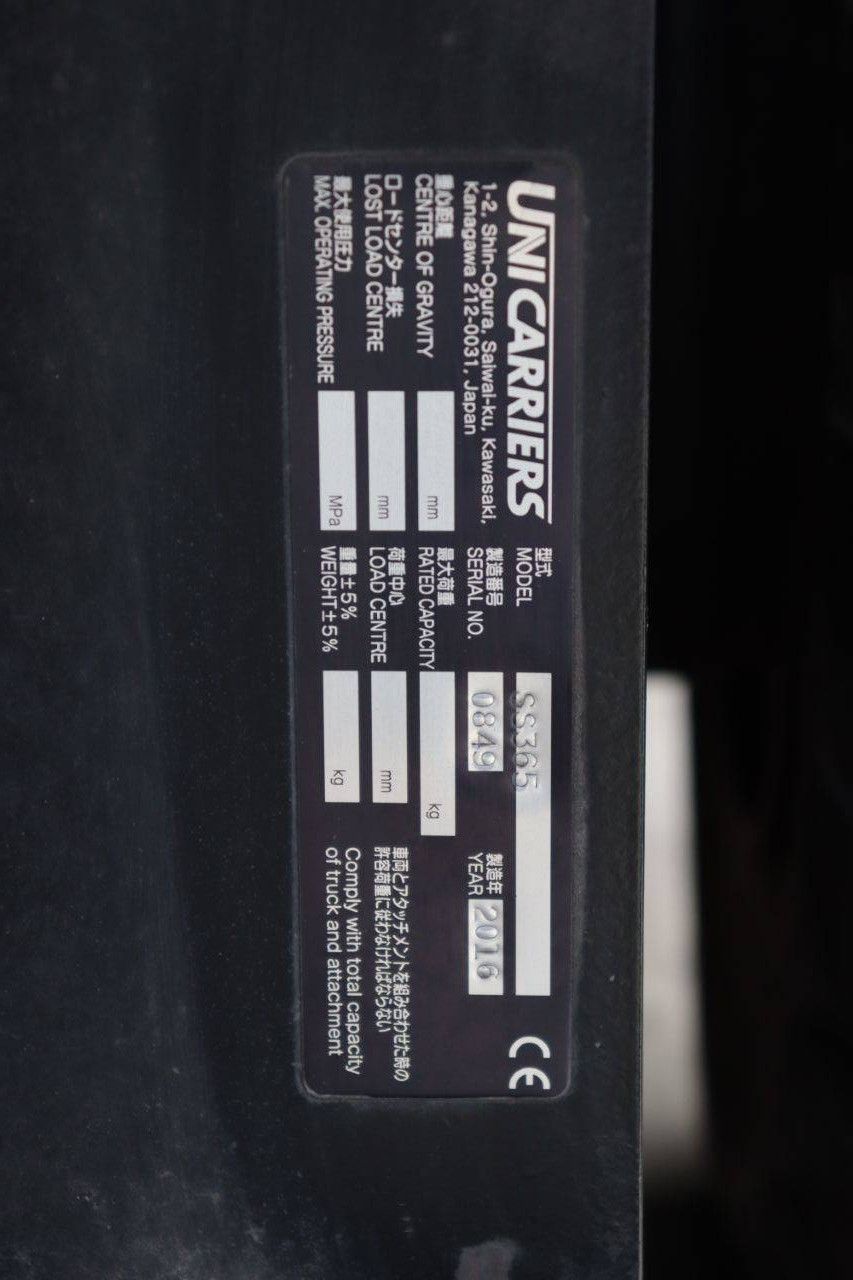 UNICARRIERS
1-2, Shin-Ogura, Saiwai-ku, Kawasaki,
Kanagawa 212-0031, Japan
型式
MODEL
SS365
製造番号
SERIAL NO.
0849
製造年
YEAR
2016
CE
重心距離
CENTRE OF GRAVITY
mm
最大荷重
RATED CAPACITY
kg
ロードセンター損失
LOST LOAD CENTRE
mm
荷重中心
LOAD CENTRE
mm
最大使用圧力
MAX. OPERATING PRESSURE
MPa
重量±5%
WEIGHT±5%
kg
車両とアタッチメントを組み合わせた時の
許容荷重に従わなければならない
Comply with total capacity
of truck and attachment